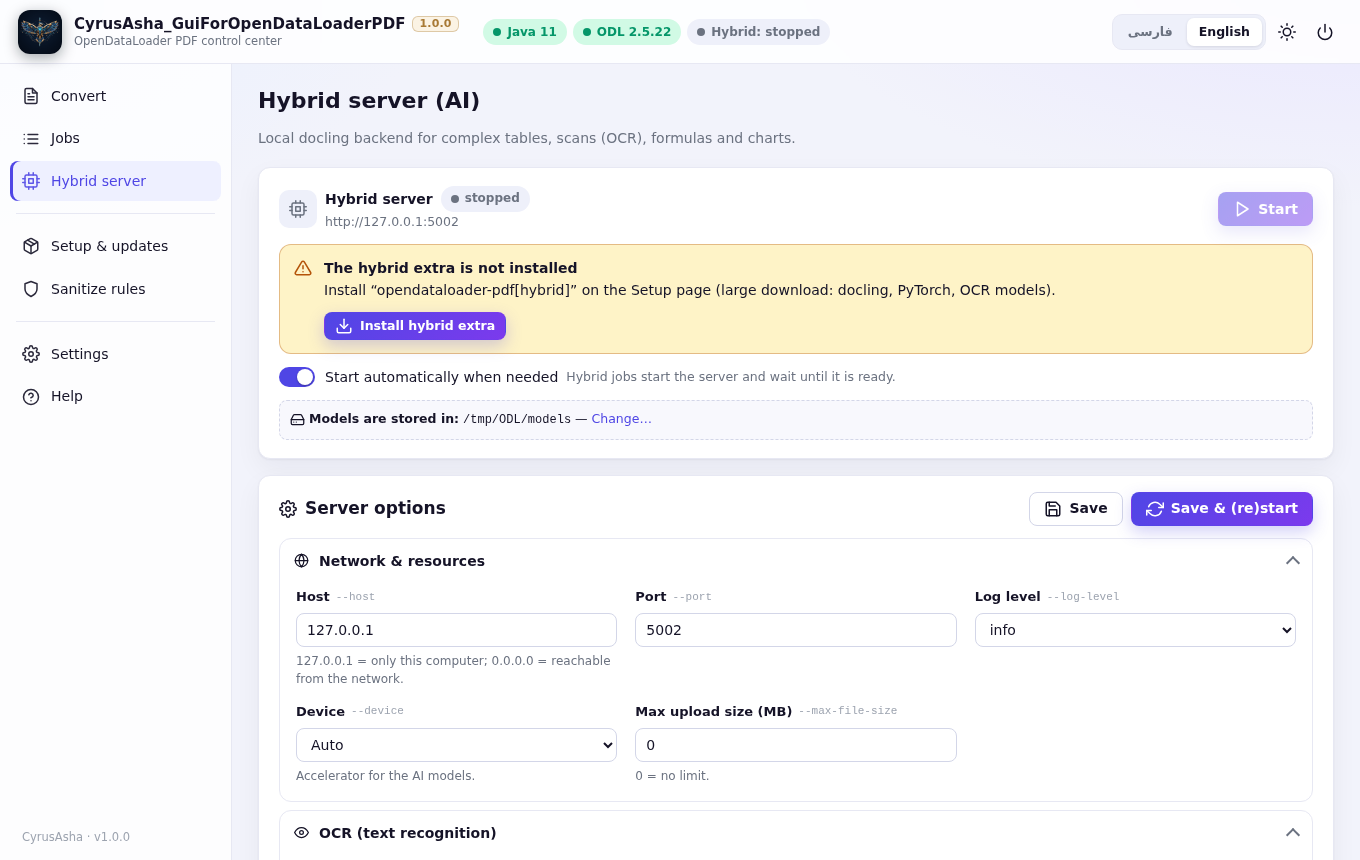 CyrusAsha_GuiForOpenDataLoaderPDF 1.0.0
OpenDataLoader PDF control center
Java 11
ODL 2.5.22
Hybrid: stopped
فارسی
English
Convert
Jobs
Hybrid server
Setup & updates
Sanitize rules
Settings
Help
CyrusAsha · v1.0.0
Hybrid server (AI)
Local docling backend for complex tables, scans (OCR), formulas and charts.
Hybrid server stopped
http://127.0.0.1:5002
Start
The hybrid extra is not installed
Install “opendataloader-pdf[hybrid]” on the Setup page (large download: docling, PyTorch, OCR models).
Install hybrid extra
Start automatically when needed Hybrid jobs start the server and wait until it is ready.
Models are stored in: /tmp/ODL/models — Change…
Server options
Save
Save & (re)start
Network & resources
Host --host
127.0.0.1
127.0.0.1 = only this computer; 0.0.0.0 = reachable
from the network.
Port --port
5002
Log level --log-level
info
Device --device
Auto
Accelerator for the AI models.
Max upload size (MB) --max-file-size
0
0 = no limit.
OCR (text recognition)